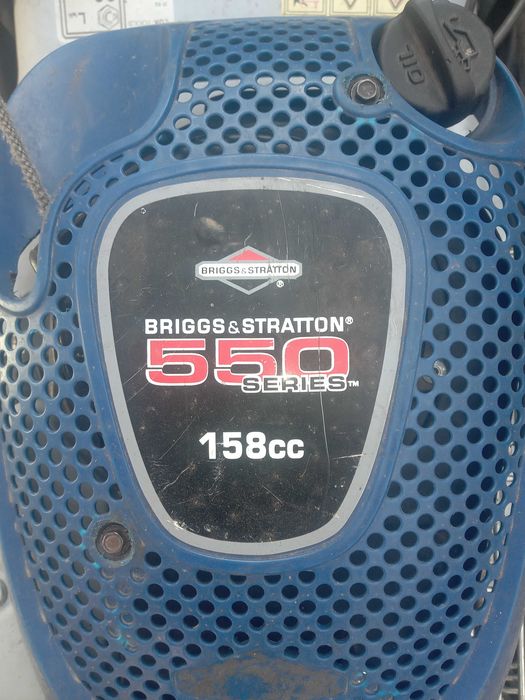 OIL
BRIGGS&STRATTON
®
BRIGGS&STRATTON®
550
SERIES™
158cc